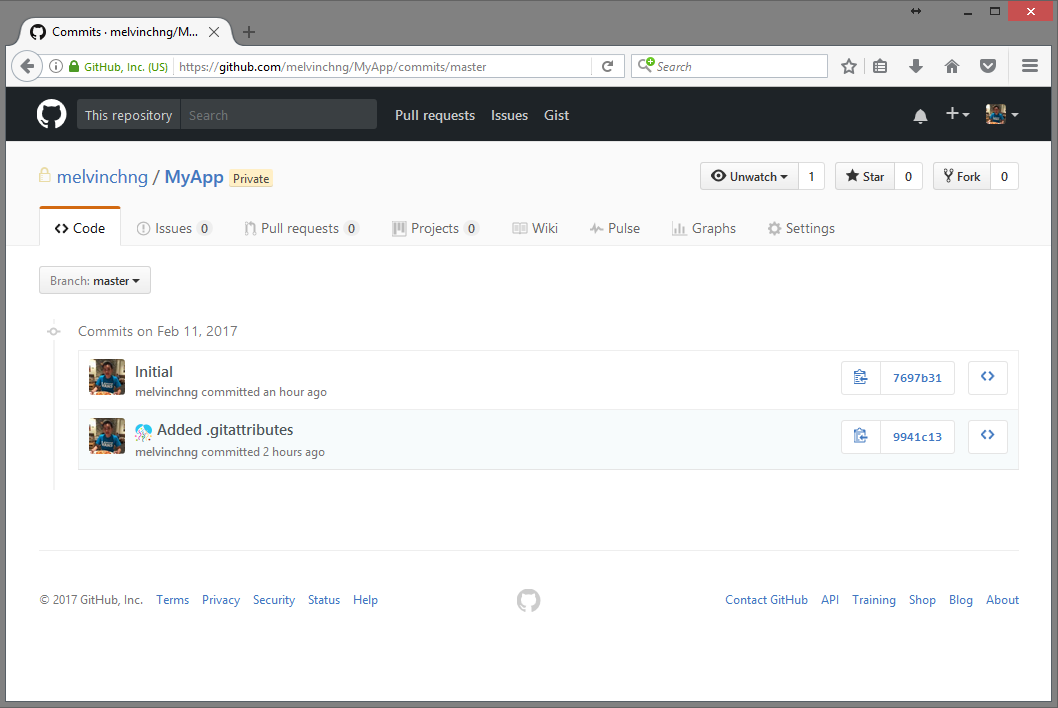 Commits · melvinchng/M...
GitHub, Inc. (US) https://github.com/melvinchng/MyApp/commits/master Search
This repository Search Pull requests Issues Gist
melvinchng / MyApp Private Unwatch 1 Star 0 Fork 0
Code Issues 0 Pull requests 0 Projects 0 Wiki Pulse Graphs Settings
Branch: master
Commits on Feb 11, 2017
Initial
melvinchng committed an hour ago
7697b31
Added .gitattributes
melvinchng committed 2 hours ago
9941c13
© 2017 GitHub, Inc. Terms Privacy Security Status Help Contact GitHub API Training Shop Blog About